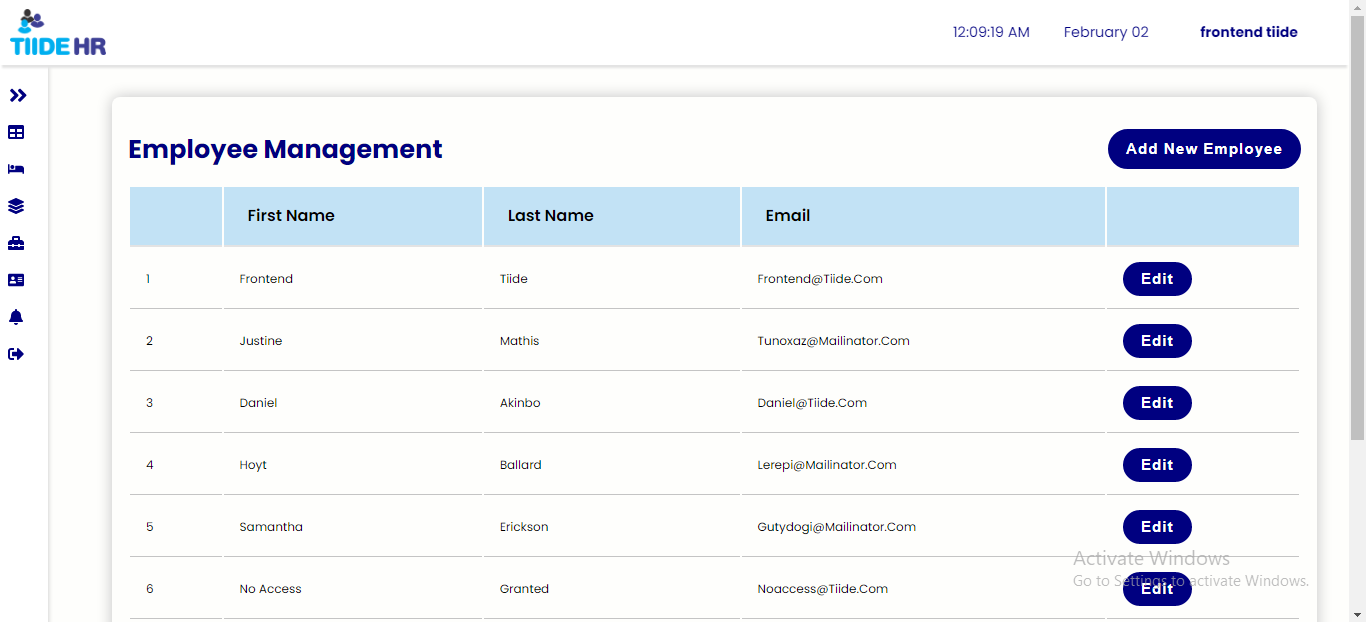 TIIDE HR
12:09:19 AM February 02 frontend tiide
Employee Management Add New Employee
First Name Last Name Email
1 Frontend Tiide Frontend@Tiide.Com Edit
2 Justine Mathis Tunoxaz@Mailinator.Com Edit
3 Daniel Akinbo Daniel@Tiide.Com Edit
4 Hoyt Ballard Lerepi@Mailinator.Com Edit
5 Samantha Erickson Gutydogi@Mailinator.Com Edit
6 No Access Granted Noaccess@Tiide.Com Edit
Activate Windows
Go to Settings to activate Windows.